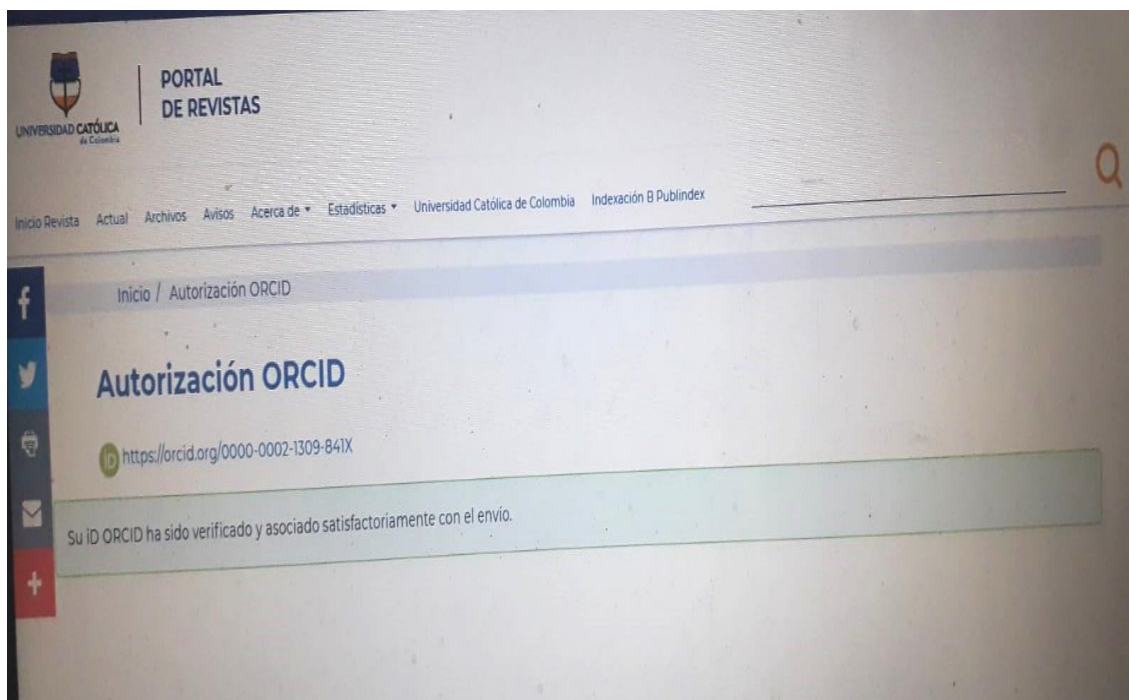 UNIVERSIDAD CATÓLICA
de Colombia
PORTAL
DE REVISTAS
Inicio Revista Actual Archivos Avisos Acerca de Estadísticas Universidad Católica de Colombia Indexación B Publindex
Inicio / Autorización ORCID
Autorización ORCID
iD https://orcid.org/0000-0002-1309-841X
Su iD ORCID ha sido verificado y asociado satisfactoriamente con el envío.